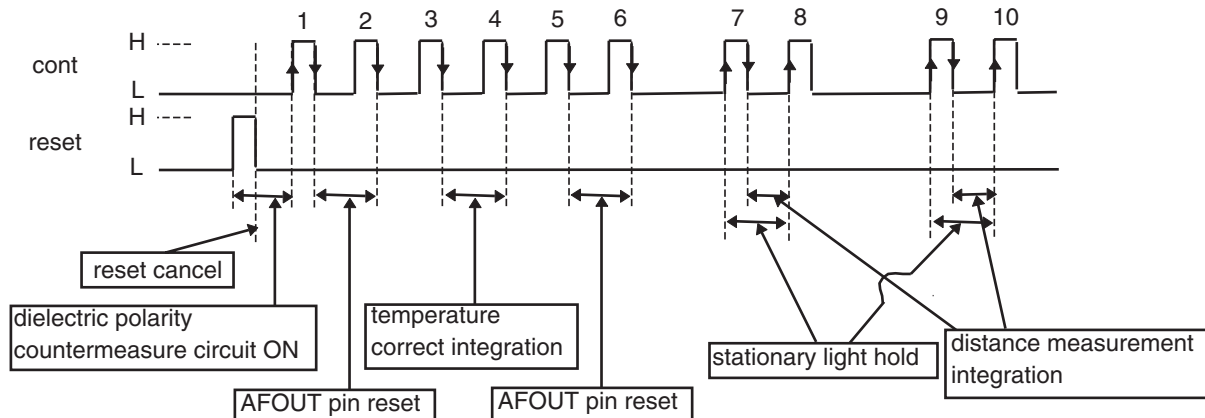 1 2 3 4 5 6 7 8 9 10
H
cont
L
H
reset
L
reset cancel
dielectric polarity
countermeasure circuit ON
temperature
correct integration
stationary light hold
distance measurement
integration
AFOUT pin reset
AFOUT pin reset